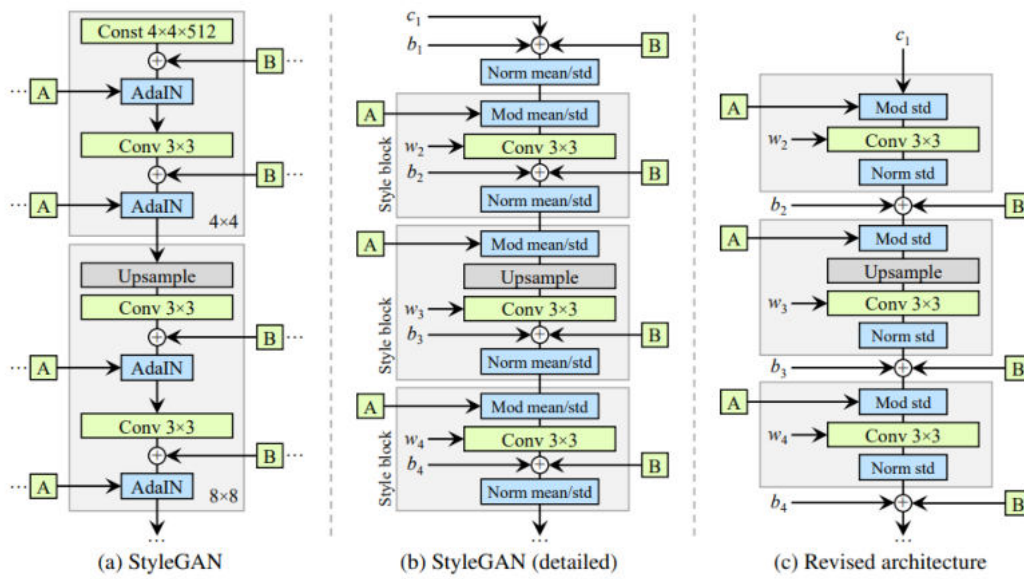 Const 4×4×512
B ...
... A
AdaIN
Conv 3×3
B ...
... A
AdaIN
4×4
Upsample
Conv 3×3
B ...
... A
AdaIN
Conv 3×3
B ...
... A
AdaIN
8×8
...
(a) StyleGAN
c1
b1
B
Norm mean/std
A
Mod mean/std
w2
Conv 3×3
b2
B
Norm mean/std
Style block
A
Mod mean/std
Upsample
w3
Conv 3×3
b3
B
Norm mean/std
Style block
A
Mod mean/std
w4
Conv 3×3
b4
B
Norm mean/std
Style block
...
(b) StyleGAN (detailed)
c1
A
Mod std
w2
Conv 3×3
Norm std
b2
B
A
Mod std
Upsample
w3
Conv 3×3
Norm std
b3
B
A
Mod std
w4
Conv 3×3
Norm std
b4
B
...
(c) Revised architecture